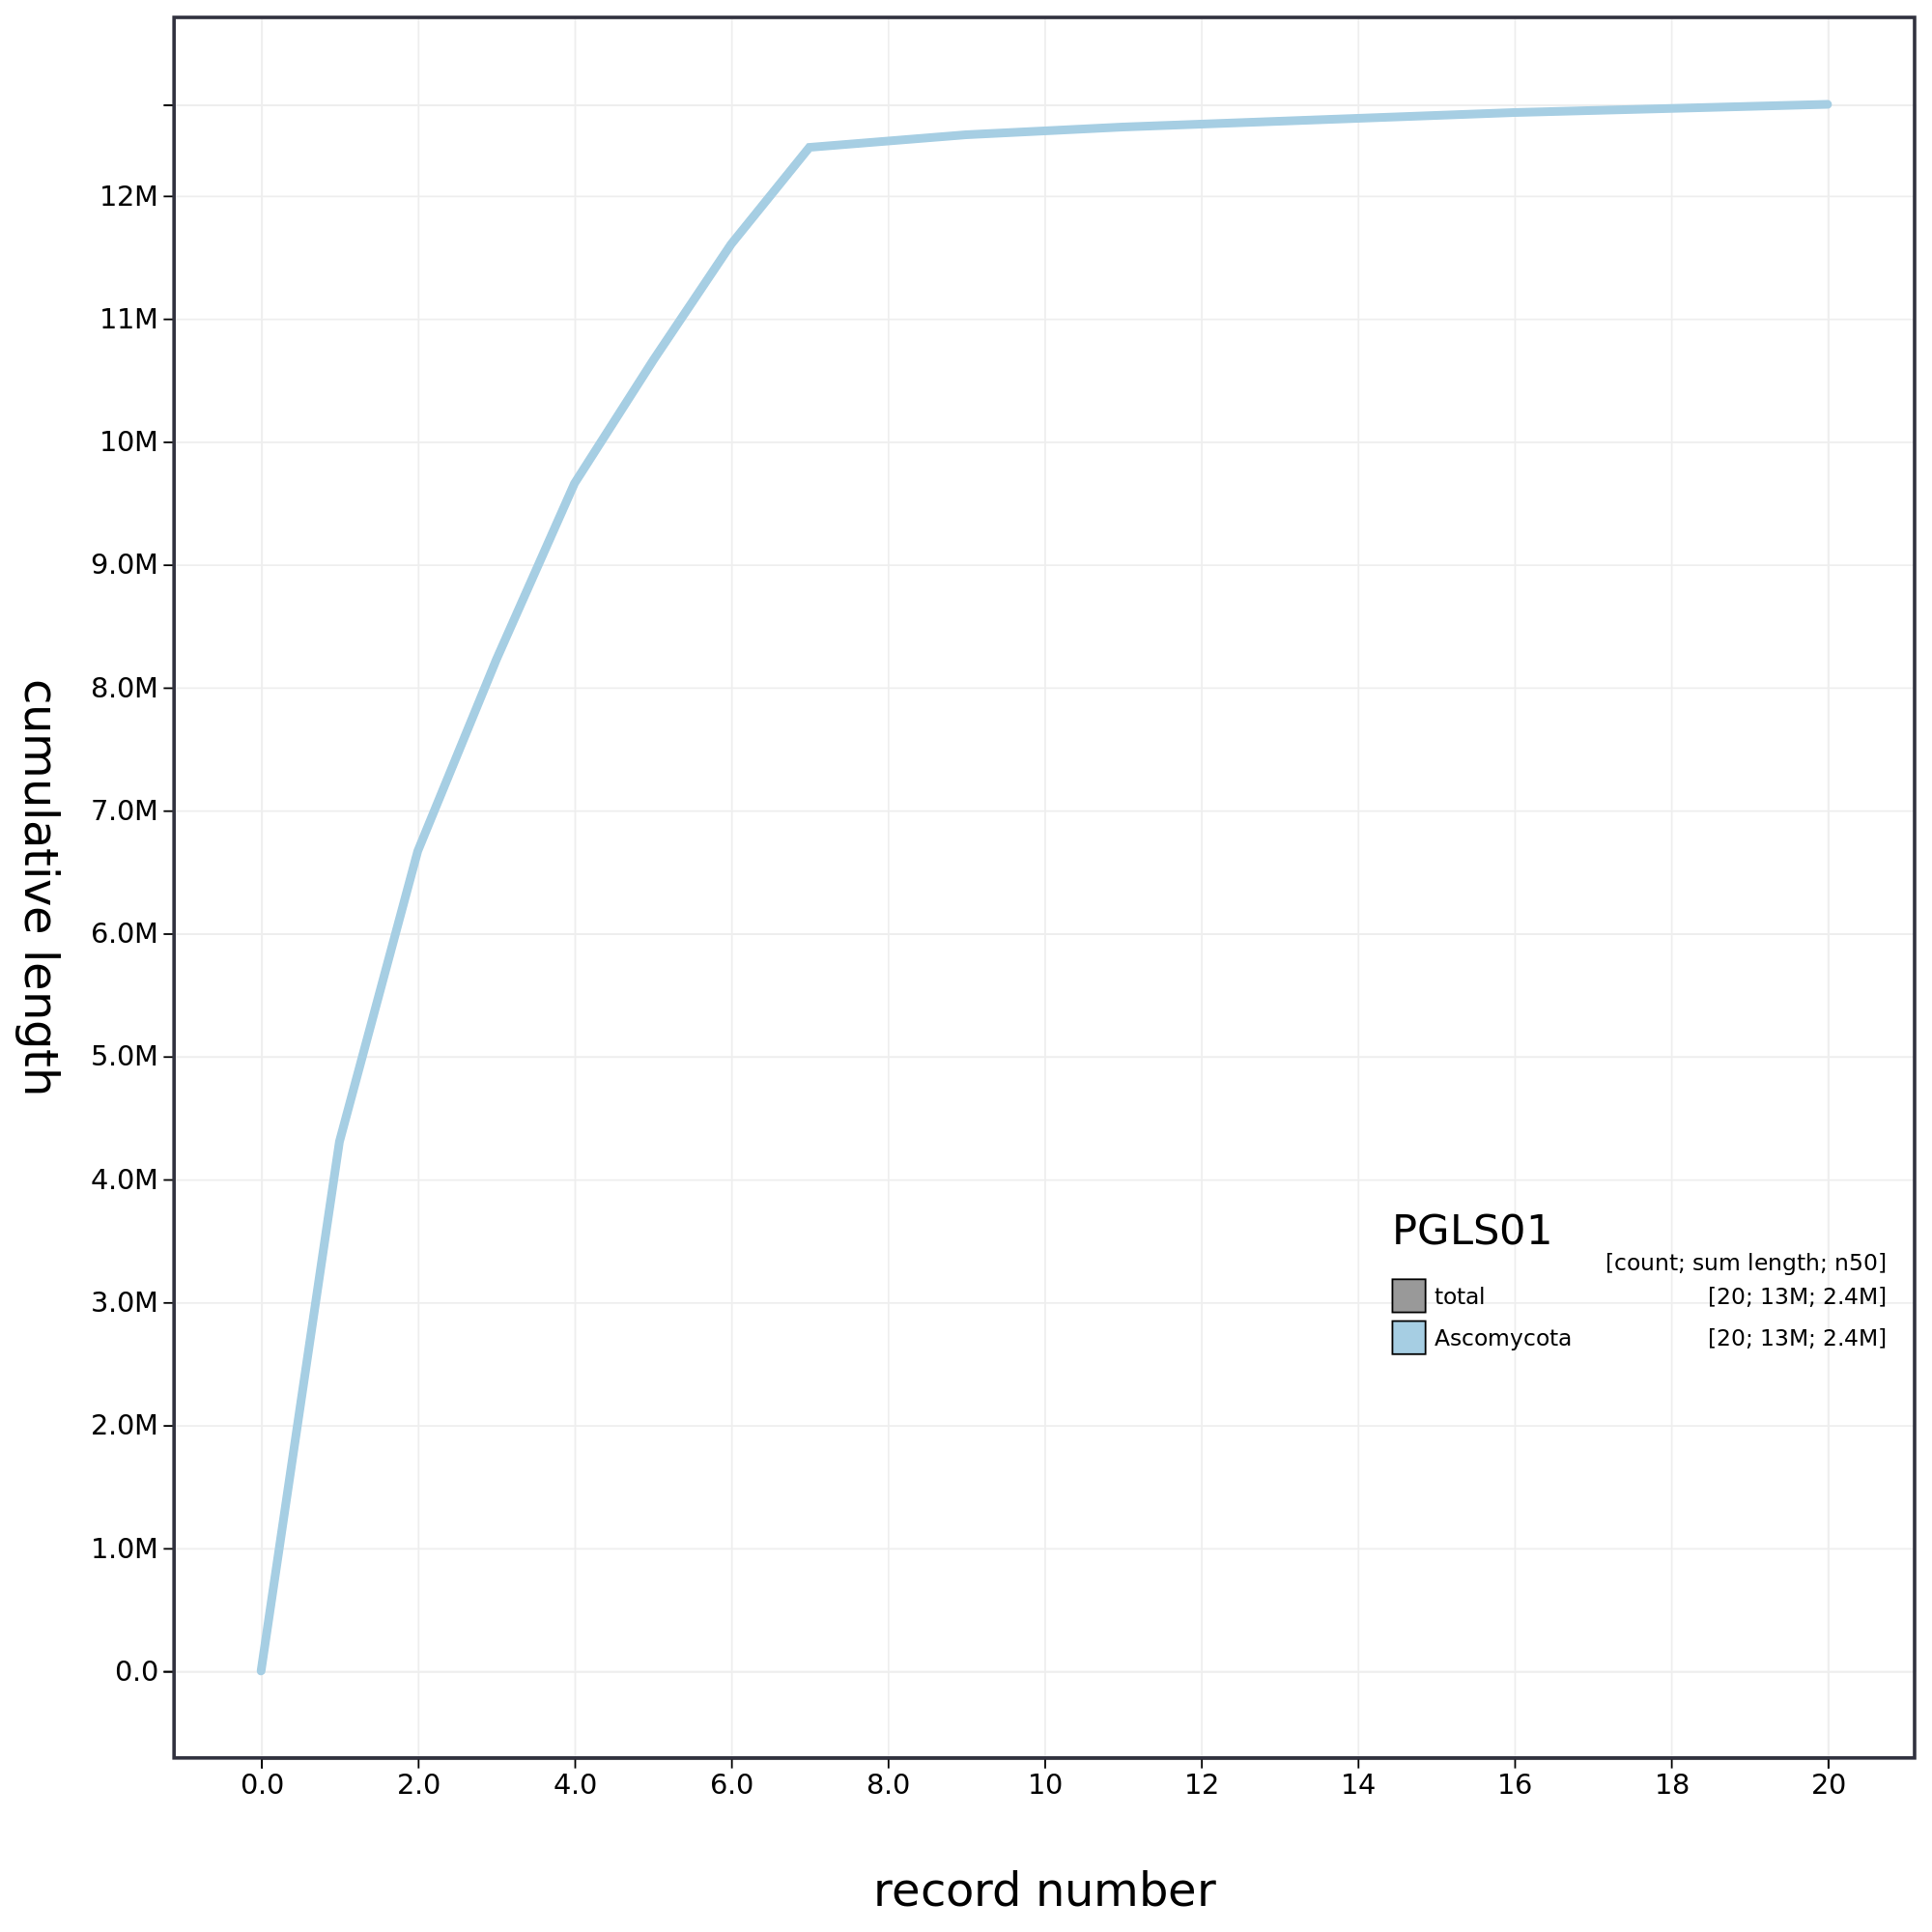 12M
11M
10M
9.0M
8.0M
7.0M
6.0M
5.0M
4.0M
3.0M
2.0M
1.0M
0.0
cumulative length
PGLS01
[count; sum length; n50]
total [20; 13M; 2.4M]
Ascomycota [20; 13M; 2.4M]
0.0 2.0 4.0 6.0 8.0 10 12 14 16 18 20
record number